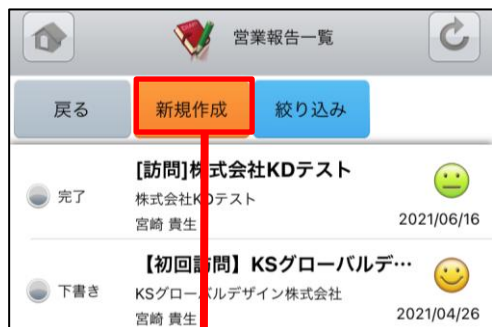 営業報告一覧
戻る 新規作成 絞り込み
[訪問]株式会社KDテスト
完了 株式会社KDテスト
宮崎 貴生 2021/06/16
【初回訪問】KSグローバルデ…
下書き KSグローバルデザイン株式会社
宮崎 貴生 2021/04/26